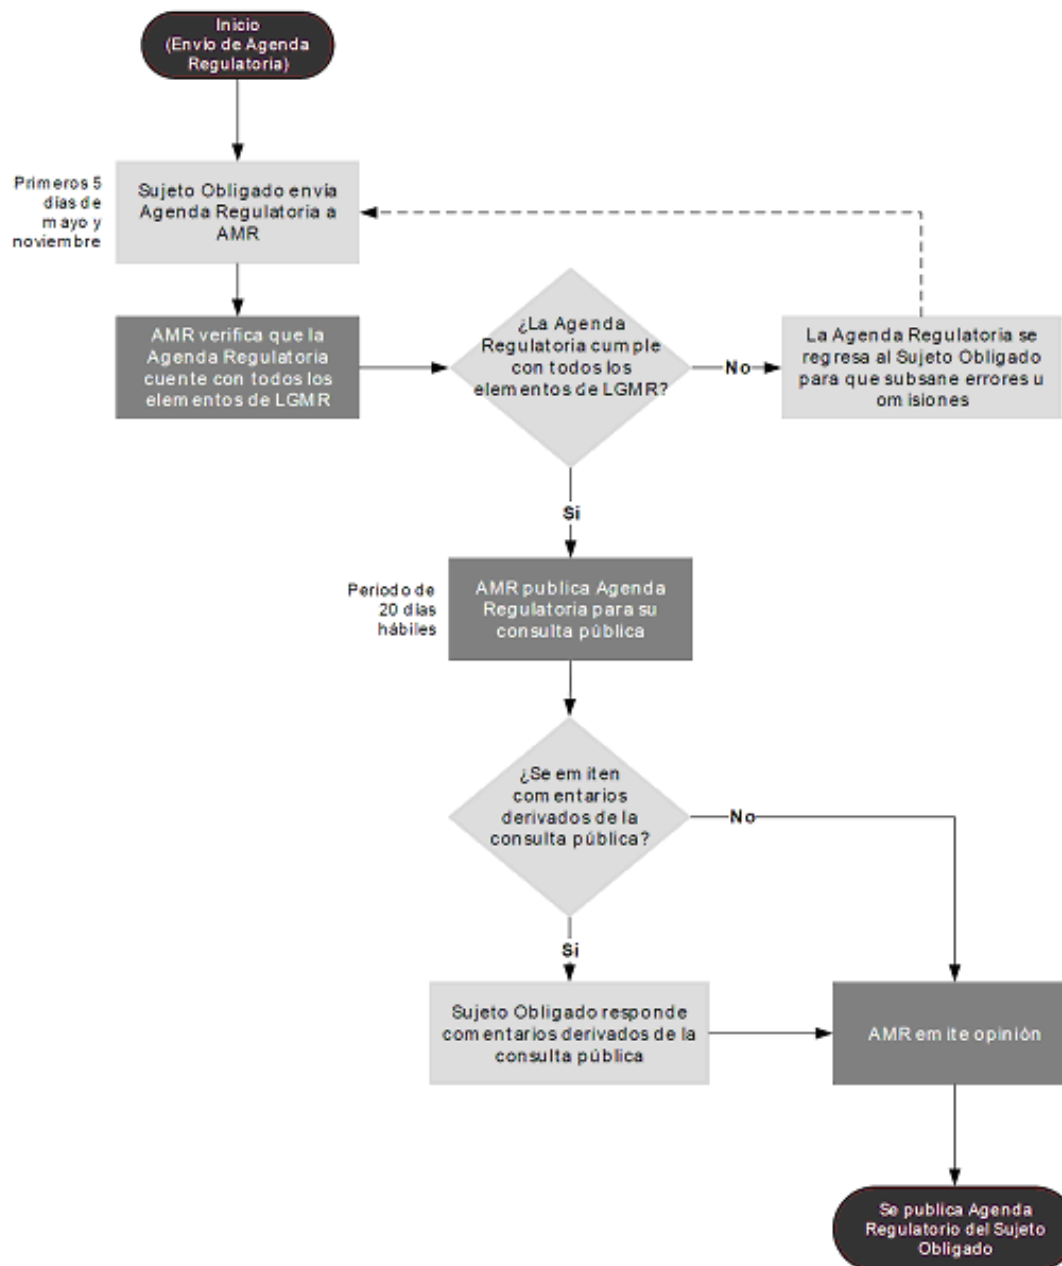 Inicio
(Envío de Agenda
Regulatoria)
Primeros 5
días de
mayo y
noviembre
Sujeto Obligado envía
Agenda Regulatoria a
AMR
AMR verifica que la
Agenda Regulatoria
cuente con todos los
elementos de LGMR
¿La Agenda
Regulatoria cumple
con todos los
elementos de LGMR?
No
La Agenda Regulatoria se
regresa al Sujeto Obligado
para que subsane errores u
omisiones
Si
Periodo de
20 días
hábiles
AMR publica Agenda
Regulatoria para su
consulta pública
¿Se emiten
comentarios
derivados de la
consulta pública?
No
Si
Sujeto Obligado responde
comentarios derivados de la
consulta pública
AMR emite opinión
Se publica Agenda
Regulatorio del Sujeto
Obligado